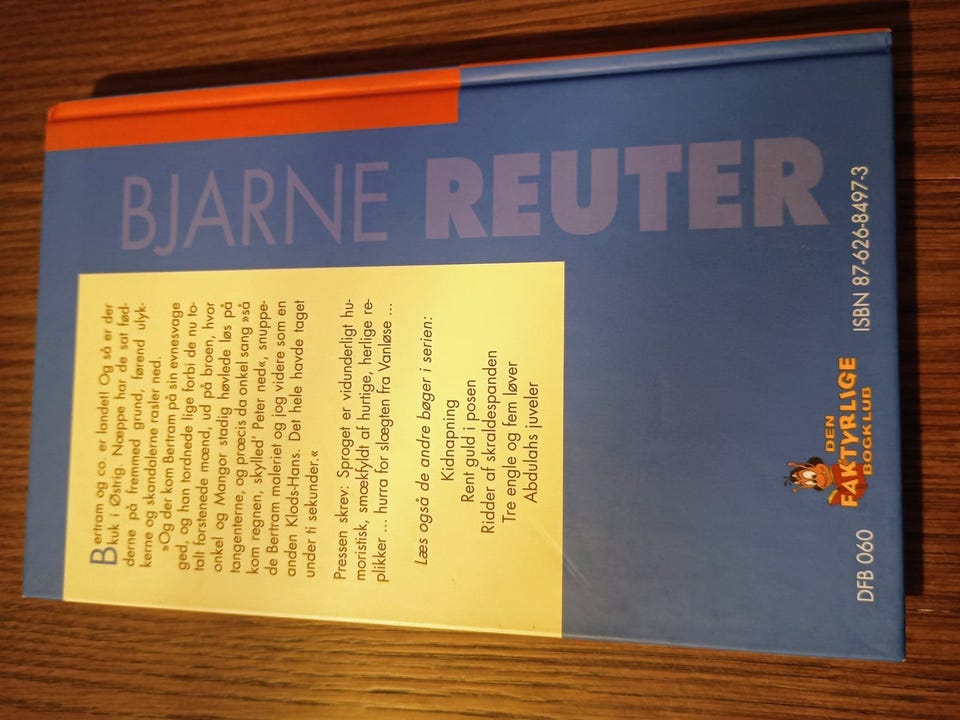 BJARNE REUTER
Bertram og co. er landet! Og så er der
kuk i Østrig. Næppe har de sat fød-
derne på fremmed grund, førend ulyk-
kerne og skandalerne rasler ned.
»Og der kom Bertram på sin evnesvage
ged, og han tordnede lige forbi de nu to-
talt forstenede mænd, ud på broen, hvor
onkel og Mangor stadig høvlede løs på
tangenterne, og præcis da onkel sang »så
kom regnen, skylled' Peter ned«, snuppe-
de Bertram maleriet og jog videre som en
anden Klods-Hans. Det hele havde taget
under ti sekunder.«
Pressen skrev: Sproget er vidunderligt hu-
moristisk, smækfyldt af hurtige, herlige re-
plikker ... hurra for slægten fra Vanløse ...
Læs også de andre bøger i serien:
Kidnapning
Rent guld i posen
Ridder af skraldespanden
Tre engle og fem løver
Abdulahs juveler
DFB 060
DEN
FAKTYRLIGE
BOGKLUB
ISBN 87-626-8497-3